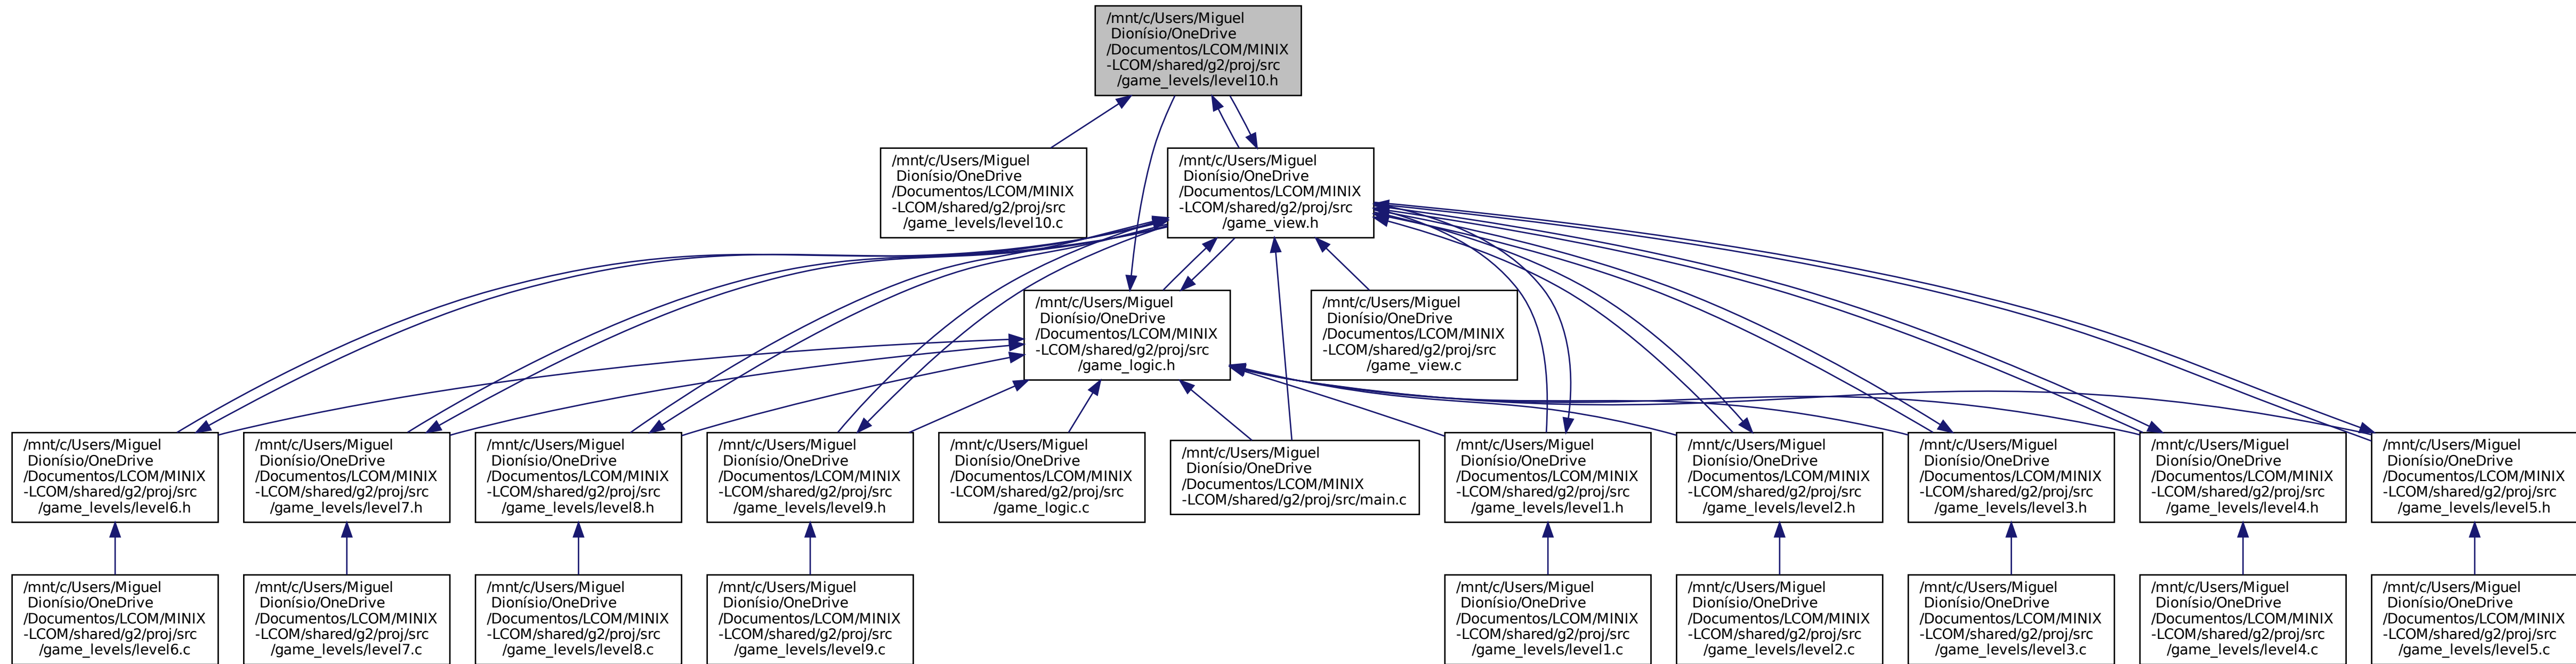 /mnt/c/Users/Miguel
Dionísio/OneDrive
/Documentos/LCOM/MINIX
-LCOM/shared/g2/proj/src
/game_levels/level10.h
/mnt/c/Users/Miguel
Dionísio/OneDrive
/Documentos/LCOM/MINIX
-LCOM/shared/g2/proj/src
/game_levels/level10.c
/mnt/c/Users/Miguel
Dionísio/OneDrive
/Documentos/LCOM/MINIX
-LCOM/shared/g2/proj/src
/game_view.h
/mnt/c/Users/Miguel
Dionísio/OneDrive
/Documentos/LCOM/MINIX
-LCOM/shared/g2/proj/src
/game_logic.h
/mnt/c/Users/Miguel
Dionísio/OneDrive
/Documentos/LCOM/MINIX
-LCOM/shared/g2/proj/src
/game_view.c
/mnt/c/Users/Miguel
Dionísio/OneDrive
/Documentos/LCOM/MINIX
-LCOM/shared/g2/proj/src
/game_levels/level6.h
/mnt/c/Users/Miguel
Dionísio/OneDrive
/Documentos/LCOM/MINIX
-LCOM/shared/g2/proj/src
/game_levels/level7.h
/mnt/c/Users/Miguel
Dionísio/OneDrive
/Documentos/LCOM/MINIX
-LCOM/shared/g2/proj/src
/game_levels/level8.h
/mnt/c/Users/Miguel
Dionísio/OneDrive
/Documentos/LCOM/MINIX
-LCOM/shared/g2/proj/src
/game_levels/level9.h
/mnt/c/Users/Miguel
Dionísio/OneDrive
/Documentos/LCOM/MINIX
-LCOM/shared/g2/proj/src
/game_logic.c
/mnt/c/Users/Miguel
Dionísio/OneDrive
/Documentos/LCOM/MINIX
-LCOM/shared/g2/proj/src/main.c
/mnt/c/Users/Miguel
Dionísio/OneDrive
/Documentos/LCOM/MINIX
-LCOM/shared/g2/proj/src
/game_levels/level1.h
/mnt/c/Users/Miguel
Dionísio/OneDrive
/Documentos/LCOM/MINIX
-LCOM/shared/g2/proj/src
/game_levels/level2.h
/mnt/c/Users/Miguel
Dionísio/OneDrive
/Documentos/LCOM/MINIX
-LCOM/shared/g2/proj/src
/game_levels/level3.h
/mnt/c/Users/Miguel
Dionísio/OneDrive
/Documentos/LCOM/MINIX
-LCOM/shared/g2/proj/src
/game_levels/level4.h
/mnt/c/Users/Miguel
Dionísio/OneDrive
/Documentos/LCOM/MINIX
-LCOM/shared/g2/proj/src
/game_levels/level5.h
/mnt/c/Users/Miguel
Dionísio/OneDrive
/Documentos/LCOM/MINIX
-LCOM/shared/g2/proj/src
/game_levels/level6.c
/mnt/c/Users/Miguel
Dionísio/OneDrive
/Documentos/LCOM/MINIX
-LCOM/shared/g2/proj/src
/game_levels/level7.c
/mnt/c/Users/Miguel
Dionísio/OneDrive
/Documentos/LCOM/MINIX
-LCOM/shared/g2/proj/src
/game_levels/level8.c
/mnt/c/Users/Miguel
Dionísio/OneDrive
/Documentos/LCOM/MINIX
-LCOM/shared/g2/proj/src
/game_levels/level9.c
/mnt/c/Users/Miguel
Dionísio/OneDrive
/Documentos/LCOM/MINIX
-LCOM/shared/g2/proj/src
/game_levels/level1.c
/mnt/c/Users/Miguel
Dionísio/OneDrive
/Documentos/LCOM/MINIX
-LCOM/shared/g2/proj/src
/game_levels/level2.c
/mnt/c/Users/Miguel
Dionísio/OneDrive
/Documentos/LCOM/MINIX
-LCOM/shared/g2/proj/src
/game_levels/level3.c
/mnt/c/Users/Miguel
Dionísio/OneDrive
/Documentos/LCOM/MINIX
-LCOM/shared/g2/proj/src
/game_levels/level4.c
/mnt/c/Users/Miguel
Dionísio/OneDrive
/Documentos/LCOM/MINIX
-LCOM/shared/g2/proj/src
/game_levels/level5.c